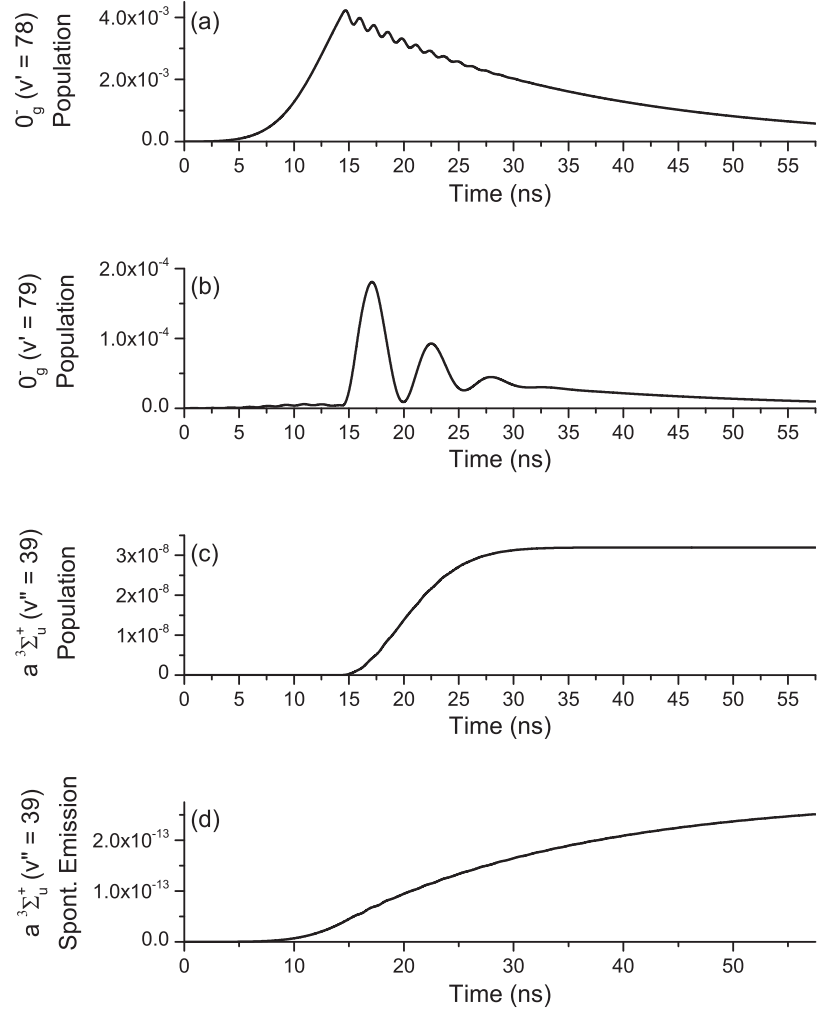 (a)
0⁻g (v' = 78)
Population
4.0x10⁻³
2.0x10⁻³
0.0
0 5 10 15 20 25 30 35 40 45 50 55
Time (ns)
(b)
0⁻g (v' = 79)
Population
2.0x10⁻⁴
1.0x10⁻⁴
0.0
0 5 10 15 20 25 30 35 40 45 50 55
Time (ns)
(c)
a ³Σ⁺u (v" = 39)
Population
3x10⁻⁸
2x10⁻⁸
1x10⁻⁸
0
0 5 10 15 20 25 30 35 40 45 50 55
Time (ns)
(d)
a ³Σ⁺u (v" = 39)
Spont. Emission
2.0x10⁻¹³
1.0x10⁻¹³
0.0
0 10 20 30 40 50
Time (ns)